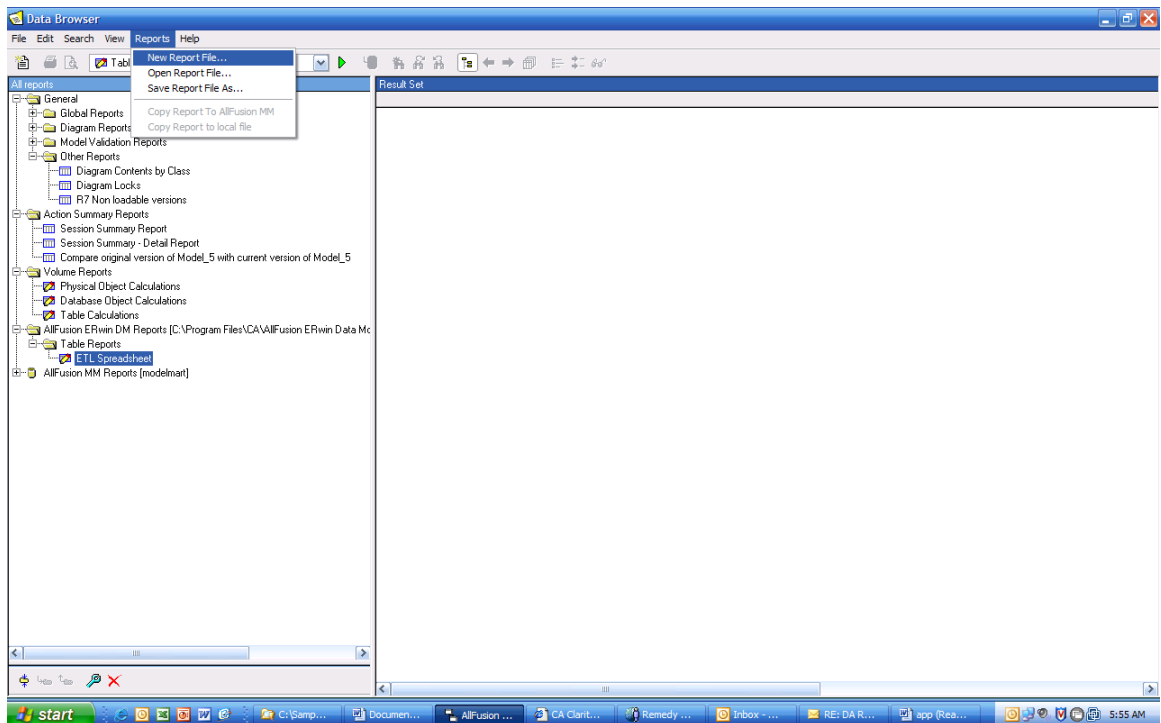 Data Browser
File Edit Search View Reports Help
New Report File...
Open Report File...
Save Report File As...
Copy Report To AllFusion MM
Copy Report to local file
All reports
General
Global Reports
Diagram Reports
Model Validation Reports
Other Reports
Diagram Contents by Class
Diagram Locks
R7 Non loadable versions
Action Summary Reports
Session Summary Report
Session Summary - Detail Report
Compare original version of Model_5 with current version of Model_5
Volume Reports
Physical Object Calculations
Database Object Calculations
Table Calculations
AllFusion ERwin DM Reports [C:\Program Files\CA\AllFusion ERwin Data Mc
Table Reports
ETL Spreadsheet
AllFusion MM Reports [modelmart]
Result Set
start
C:\Samp...
Documen...
AllFusion ...
CA Clarit...
Remedy ...
Inbox - ...
RE: DA R...
app (Rea...
5:55 AM